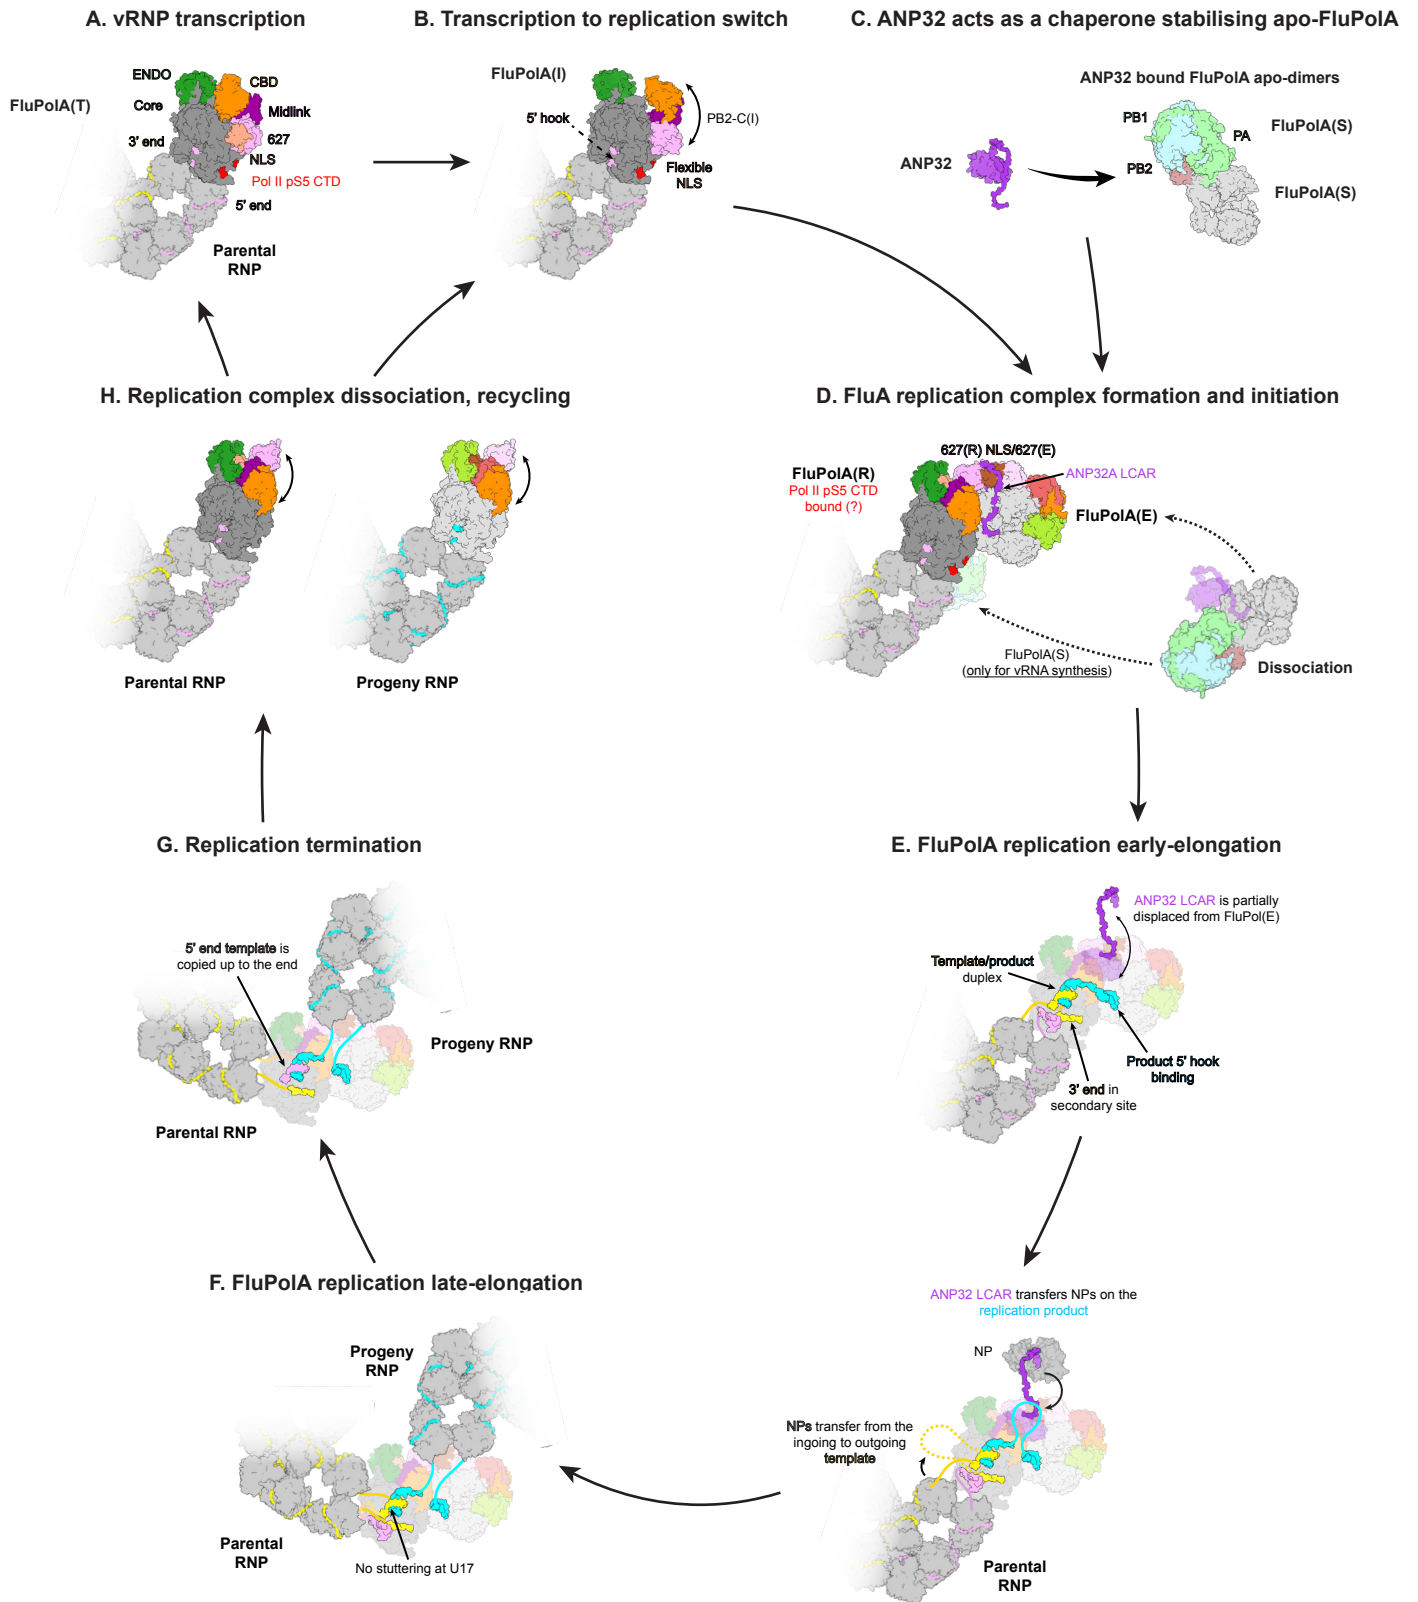 A. vRNP transcription
FluPolA(T)
ENDO
CBD
Core
Midlink
3' end
627
NLS
Pol II pS5 CTD
5' end
Parental
RNP
B. Transcription to replication switch
FluPolA(I)
5' hook
PB2-C(I)
Flexible
NLS
C. ANP32 acts as a chaperone stabilising apo-FluPolA
ANP32 bound FluPolA apo-dimers
PB1
FluPolA(S)
PA
ANP32
PB2
FluPolA(S)
H. Replication complex dissociation, recycling
Parental RNP
Progeny RNP
D. FluA replication complex formation and initiation
627(R) NLS/627(E)
FluPolA(R)
Pol II pS5 CTD
bound (?)
ANP32A LCAR
FluPolA(E)
FluPolA(S)
(only for vRNA synthesis)
Dissociation
G. Replication termination
5' end template is
copied up to the end
Progeny RNP
Parental RNP
E. FluPolA replication early-elongation
ANP32 LCAR is partially
displaced from FluPol(E)
Template/product
duplex
Product 5' hook
binding
3' end in
secondary site
F. FluPolA replication late-elongation
Progeny
RNP
Parental
RNP
No stuttering at U17
ANP32 LCAR transfers NPs on the
replication product
NP
NPs transfer from the
ingoing to outgoing
template
Parental
RNP